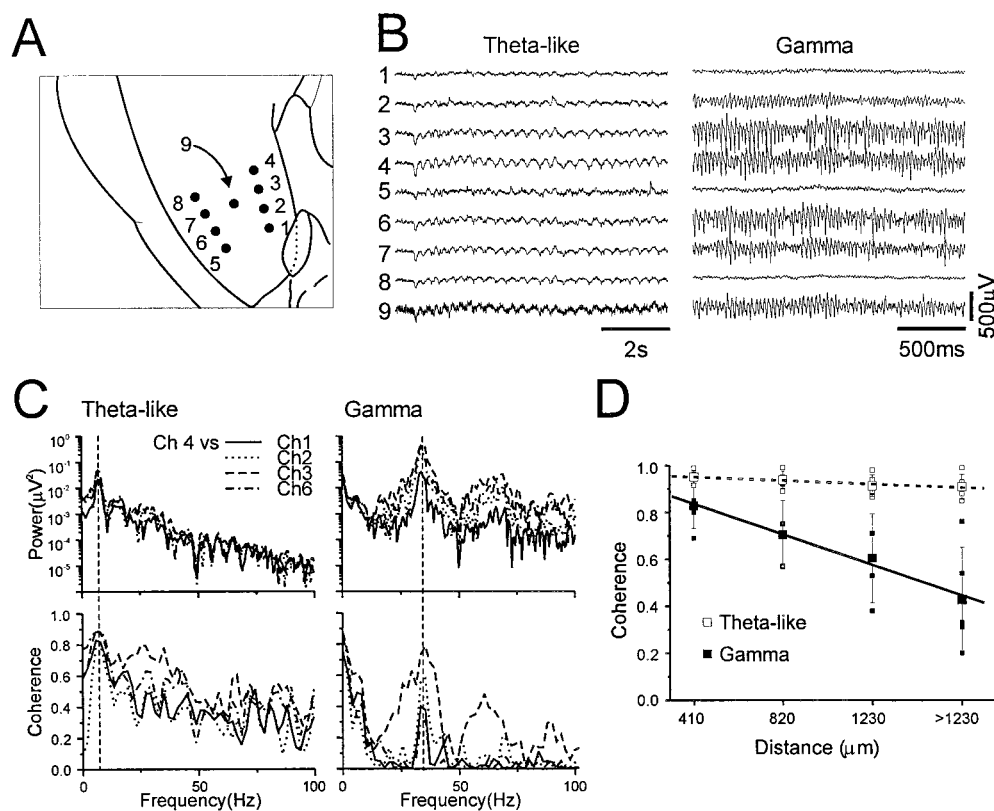 A
9
4
3
2
1
8
7
6
5
B
Theta-like
Gamma
1
2
3
4
5
6
7
8
9
2s
500ms
500µV
C
Theta-like
Gamma
Ch 4 vs
Ch1
Ch2
Ch3
Ch6
Power(µV²)
10⁰
10⁻¹
10⁻²
10⁻³
10⁻⁴
10⁻⁵
Coherence
1.0
0.8
0.6
0.4
0.2
0.0
0
50
100
0
50
100
Frequency(Hz)
Frequency(Hz)
D
Coherence
1.0
0.8
0.6
0.4
0.2
0.0
Theta-like
Gamma
410
820
1230
>1230
Distance (µm)